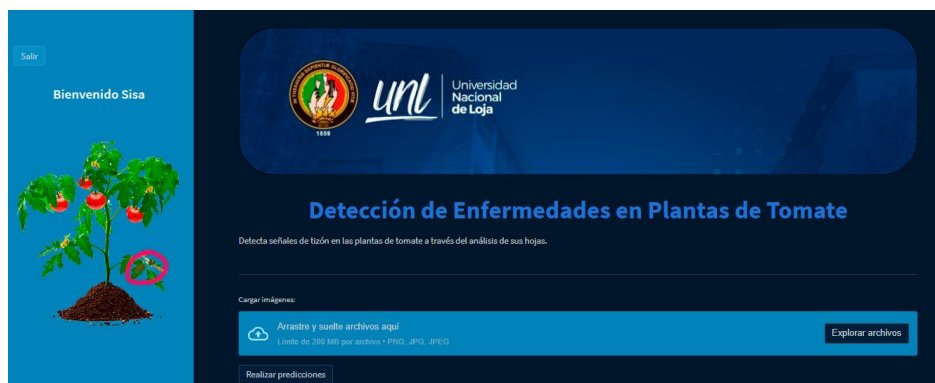 Salir
Bienvenido Sisa
1859
unl
Universidad
Nacional
de Loja
Detección de Enfermedades en Plantas de Tomate
Detecta señales de tizón en las plantas de tomate a través del análisis de sus hojas.
Cargar imágenes:
Arrastre y suelte archivos aquí
Límite de 200 MB por archivo • PNG, JPG, JPEG
Explorar archivos
Realizar predicciones